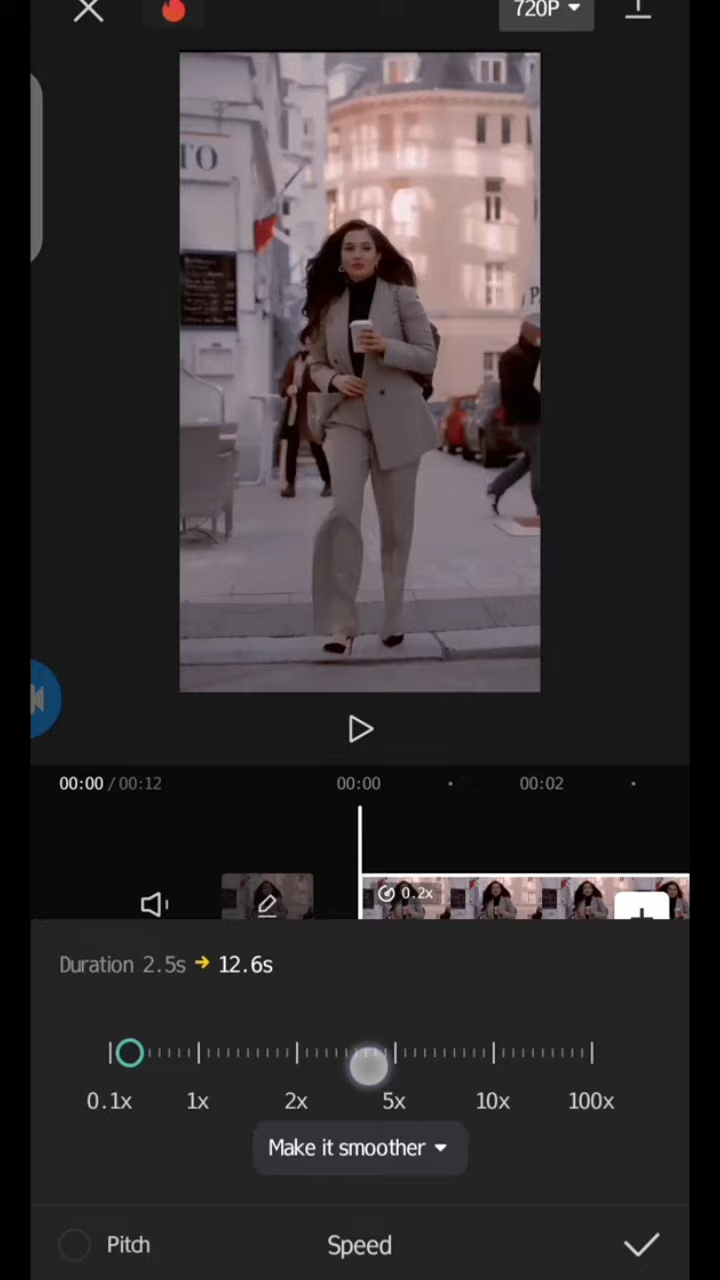 720P
TO
P
00:00 / 00:12
00:00
00:02
0.2x
Duration 2.5s → 12.6s
0.1x 1x 2x 5x 10x 100x
Make it smoother
Pitch
Speed